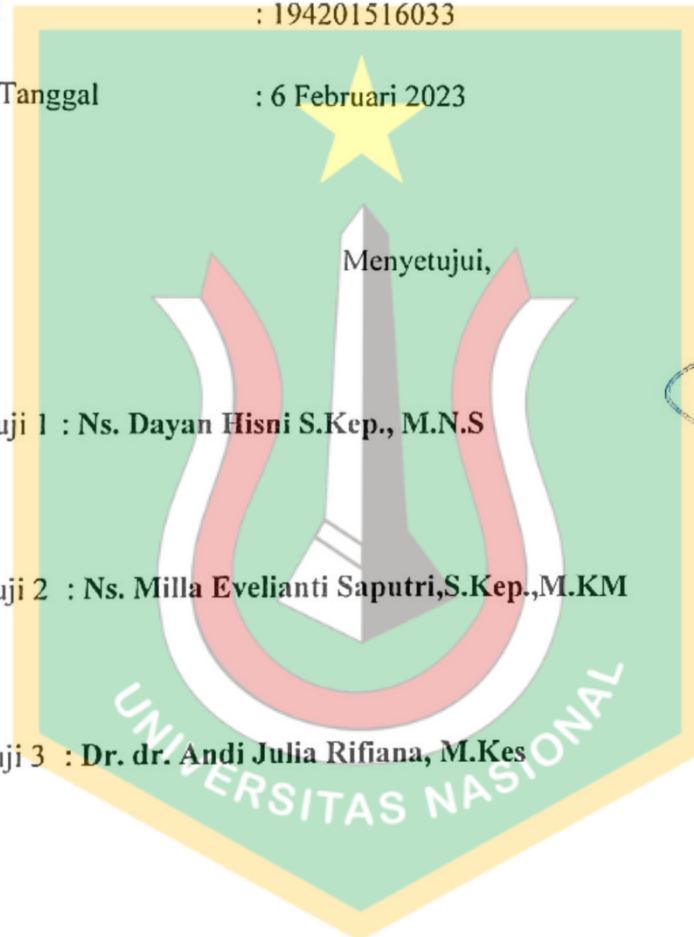 : 194201516033
Tanggal : 6 Februari 2023
Menyetujui,
uji 1 : Ns. Dayan Hisni S.Kep., M.N.S
uji 2 : Ns. Milla Evelianti Saputri,S.Kep.,M.KM
uji 3 : Dr. dr. Andi Julia Rifiana, M.Kes
UNIVERSITAS NASIONAL